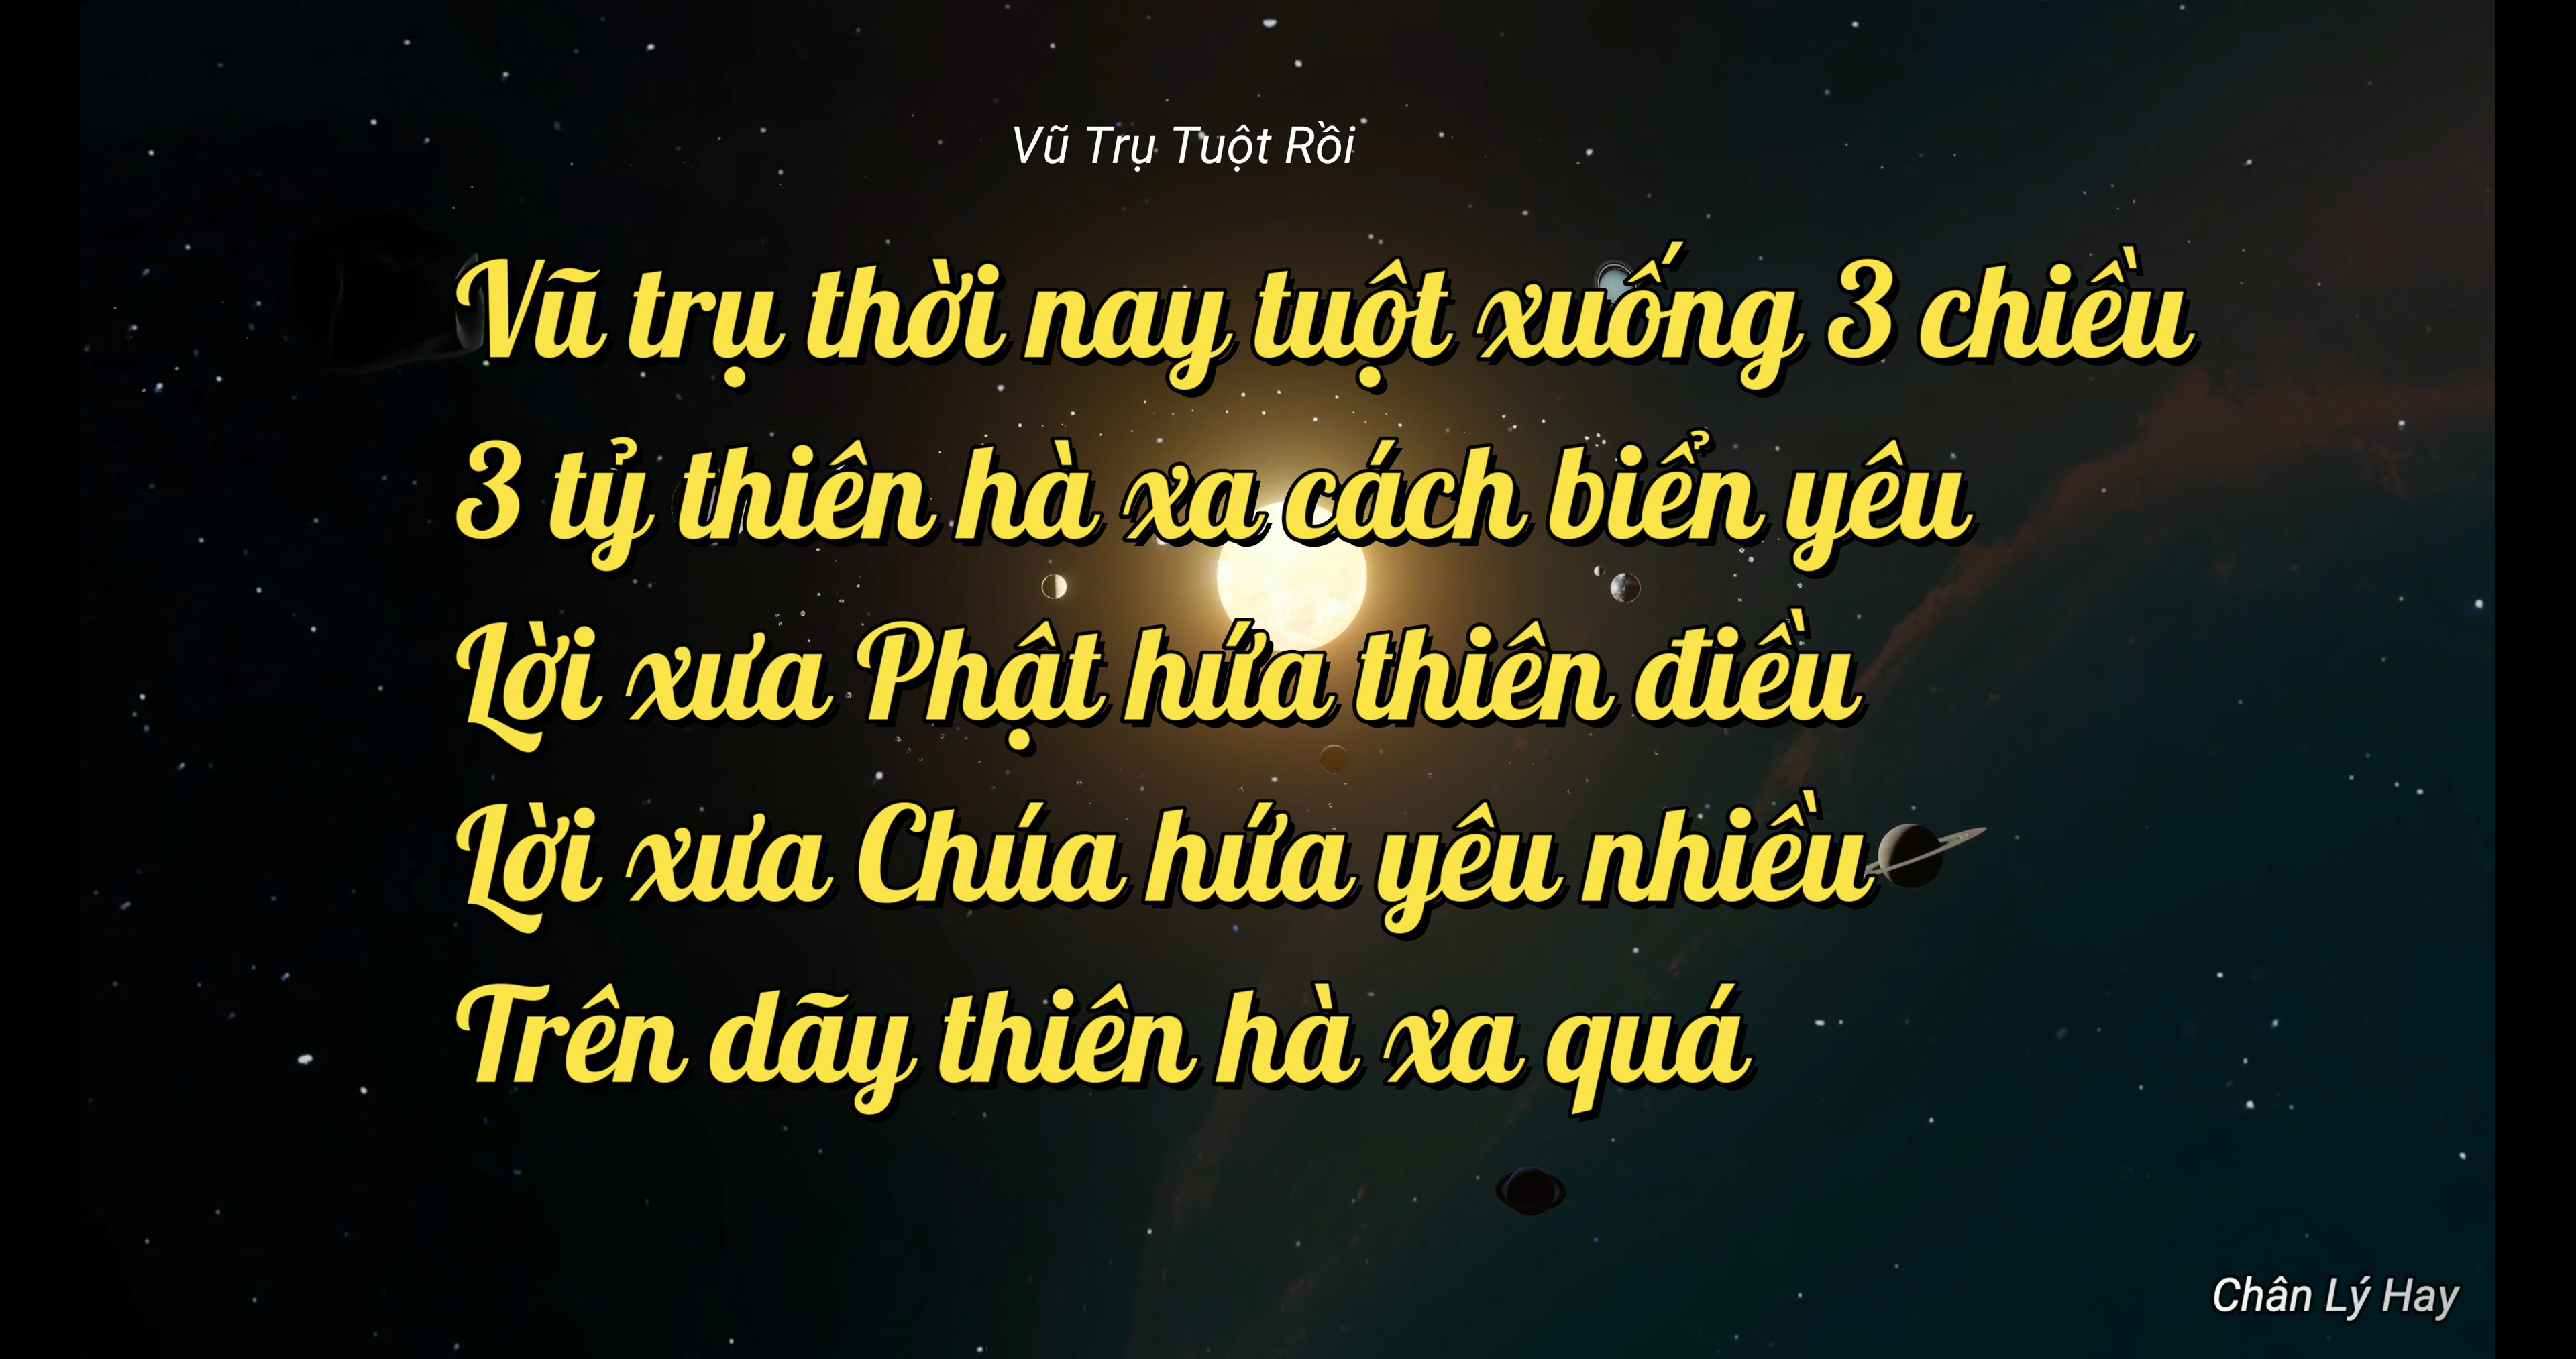 Vũ Trụ Tuột Rồi
Vũ trụ thời nay tuột xuống 3 chiều
3 tỷ thiên hà xa cách biển yêu
Lời xưa Phật hứa thiên điều
Lời xưa Chúa hứa yêu nhiều
Trên dãy thiên hà xa quá
Chân Lý Hay